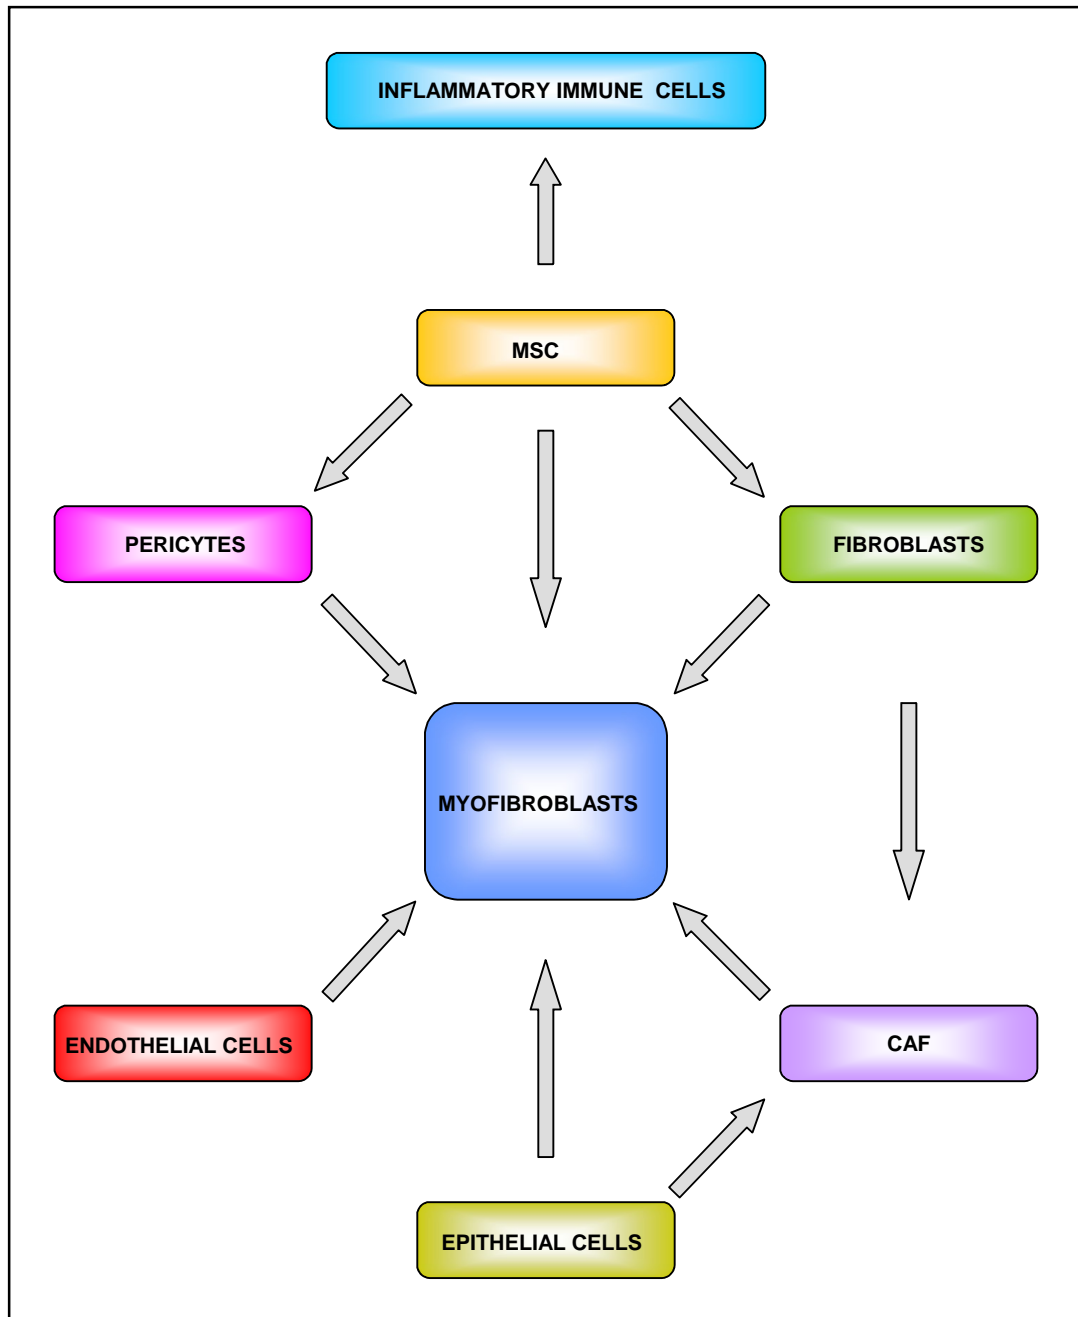 INFLAMMATORY IMMUNE CELLS
MSC
PERICYTES
FIBROBLASTS
MYOFIBROBLASTS
ENDOTHELIAL CELLS
CAF
EPITHELIAL CELLS